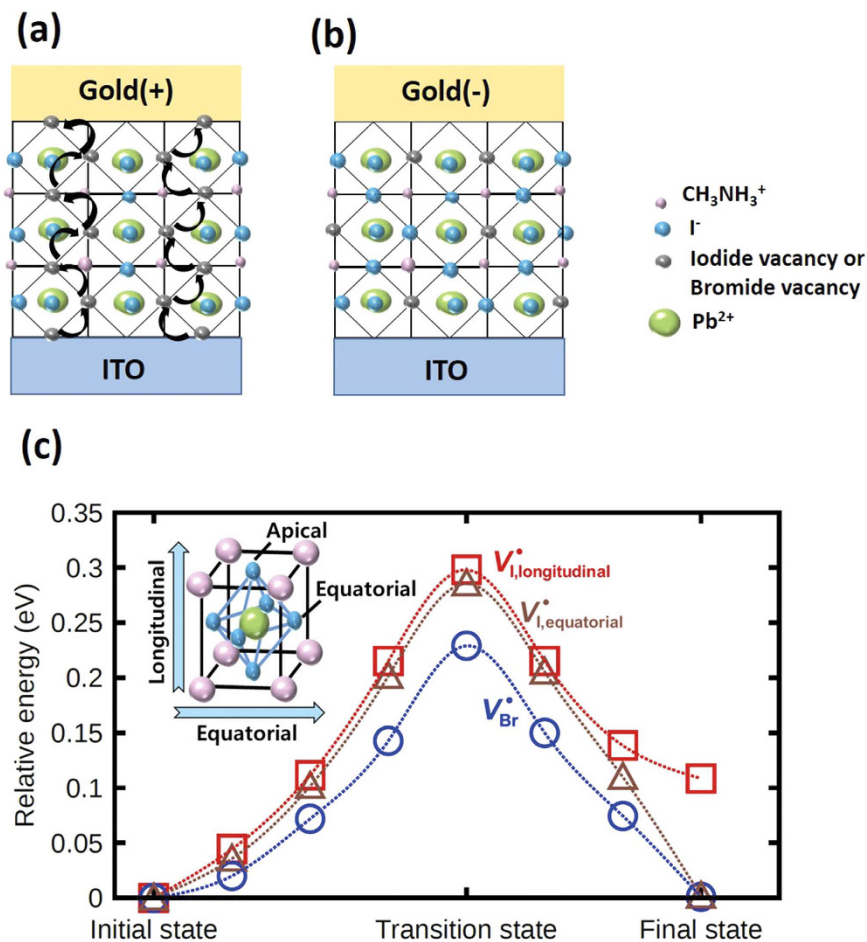 (a)
(b)
Gold(+)
Gold(-)
ITO
ITO
CH₃NH₃⁺
I⁻
Iodide vacancy or
Bromide vacancy
Pb²⁺
(c)
Relative energy (eV)
0.35
0.3
0.25
0.2
0.15
0.1
0.05
0
Longitudinal
Apical
Equatorial
Equatorial
V•I,longitudinal
V•I,equatorial
V•Br
Initial state
Transition state
Final state